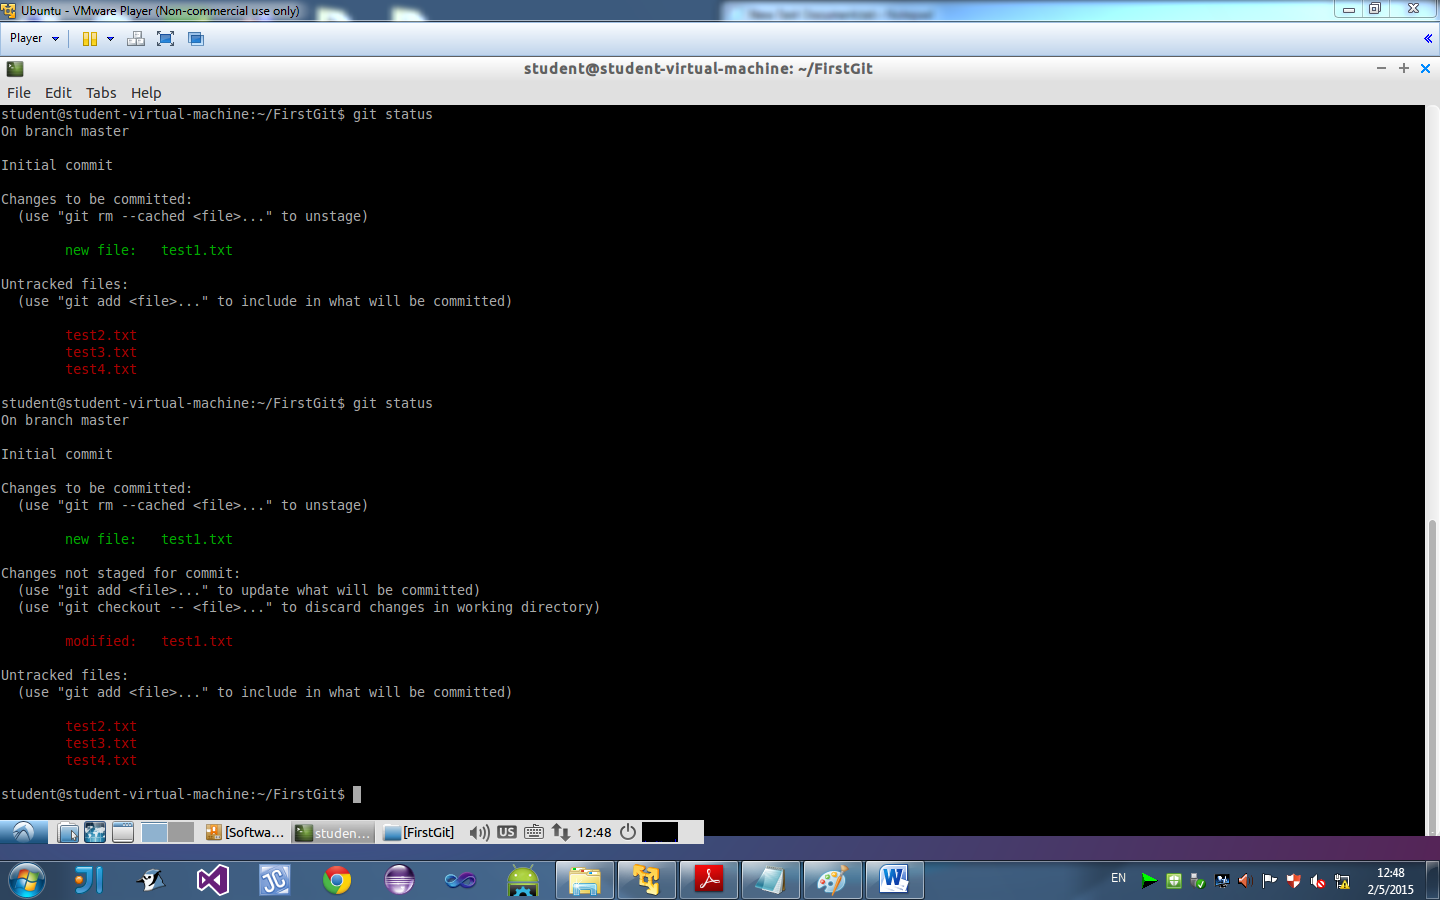 Ubuntu - VMware Player (Non-commercial use only)
Player
student@student-virtual-machine: ~/FirstGit
File Edit Tabs Help
student@student-virtual-machine:~/FirstGit$ git status
On branch master
Initial commit
Changes to be committed:
(use "git rm --cached <file>..." to unstage)
new file: test1.txt
Untracked files:
(use "git add <file>..." to include in what will be committed)
test2.txt
test3.txt
test4.txt
student@student-virtual-machine:~/FirstGit$ git status
On branch master
Initial commit
Changes to be committed:
(use "git rm --cached <file>..." to unstage)
new file: test1.txt
Changes not staged for commit:
(use "git add <file>..." to update what will be committed)
(use "git checkout -- <file>..." to discard changes in working directory)
modified: test1.txt
Untracked files:
(use "git add <file>..." to include in what will be committed)
test2.txt
test3.txt
test4.txt
student@student-virtual-machine:~/FirstGit$
[Softwa... studen... [FirstGit] US 12:48
JI JC W EN 12:48
2/5/2015